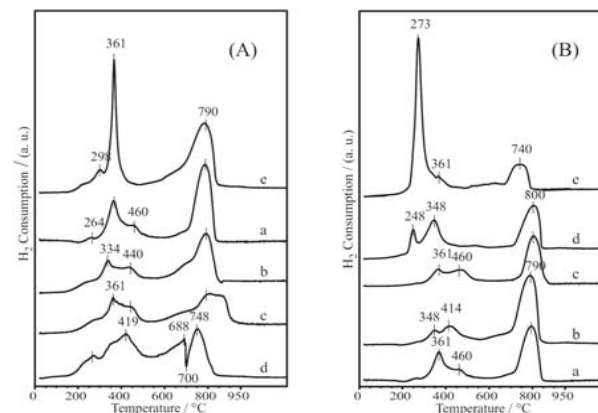 (A)
361
298
790
e
264
460
a
334
440
b
361
c
419
688
748
700
d
H2 Consumption / (a. u.)
0 200 400 600 800 950
Temperature / °C
(B)
273
361
740
e
248
348
800
d
361
460
c
790
348
414
b
361
460
a
H2 Consumption / (a. u.)
0 200 400 600 800 950
Temperature / °C